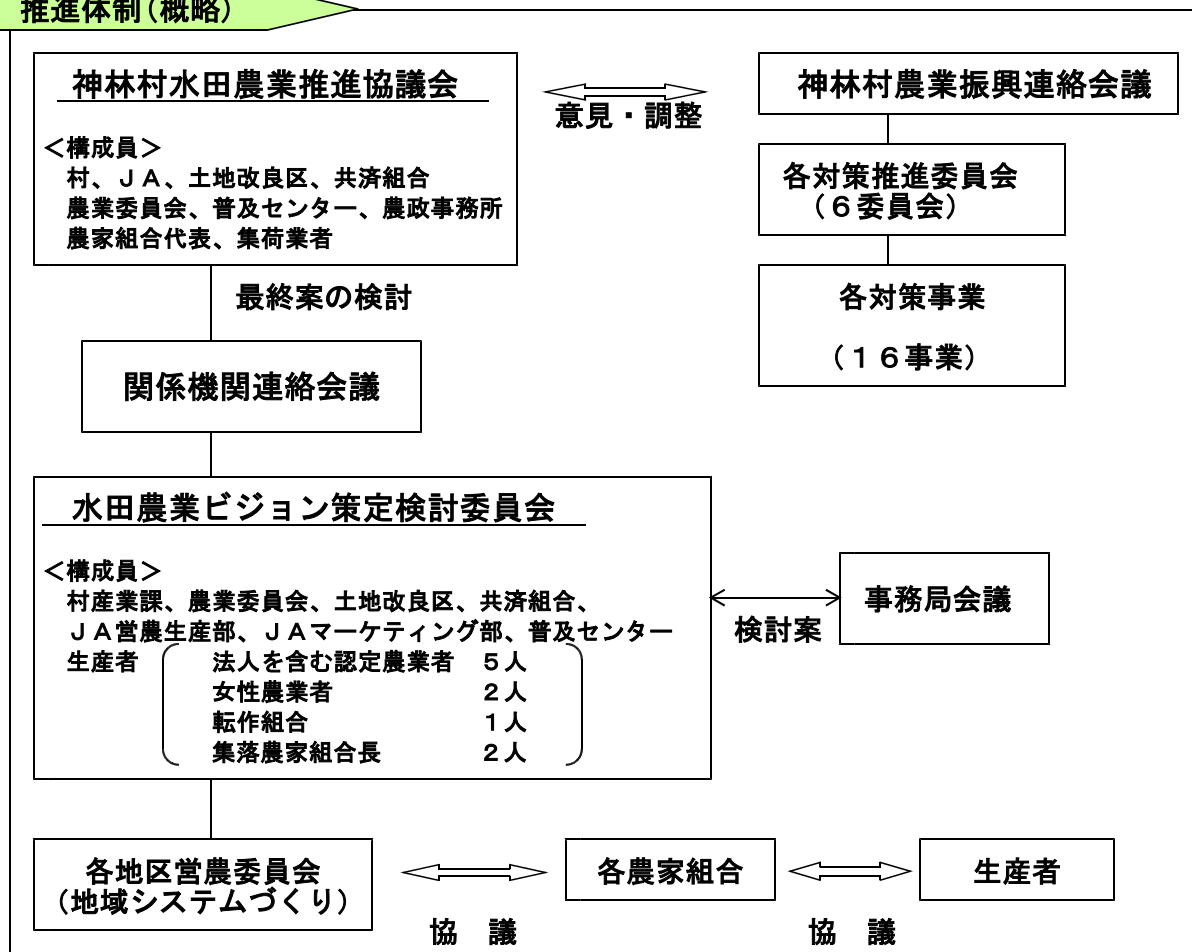 推進体制（概略）
神林村水田農業推進協議会
＜構成員＞
村、ＪＡ、土地改良区、共済組合
農業委員会、普及センター、農政事務所
農家組合代表、集荷業者
意見・調整
神林村農業振興連絡会議
各対策推進委員会
（６委員会）
各対策事業
（１６事業）
最終案の検討
関係機関連絡会議
水田農業ビジョン策定検討委員会
＜構成員＞
村産業課、農業委員会、土地改良区、共済組合、
ＪＡ営農生産部、ＪＡマーケティング部、普及センター
生産者 法人を含む認定農業者 ５人
女性農業者 ２人
転作組合 １人
集落農家組合長 ２人
検討案
事務局会議
各地区営農委員会
（地域システムづくり）
協 議
各農家組合
協 議
生産者